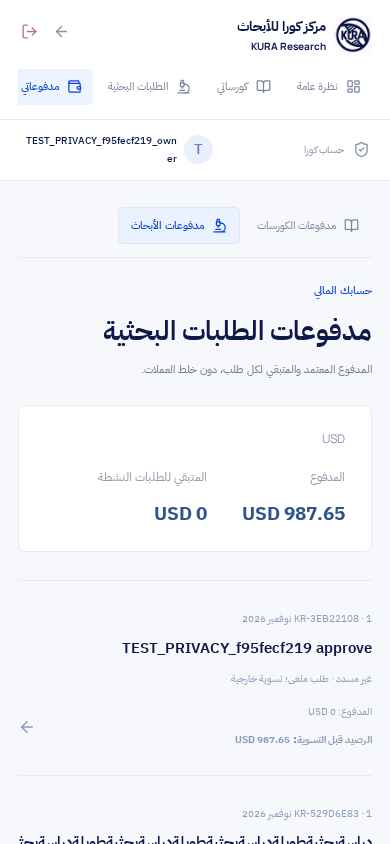 مركز كورا للأبحاث
KURA Research
نظرة عامة
كورساتي
الطلبات البحثية
مدفوعاتي
حساب كورا
T
TEST_PRIVACY_f95fecf219_own
er
مدفوعات الكورسات
مدفوعات الأبحاث
حسابك المالي
مدفوعات الطلبات البحثية
المدفوع المعتمد والمتبقي لكل طلب، دون خلط العملات.
USD
المدفوع
المتبقي للطلبات النشطة
987.65 USD
0 USD
KR-3EB22108 · 1 نوفمبر 2026
TEST_PRIVACY_f95fecf219 approve
غير مسدد · طلب ملغى؛ تسوية خارجية
المدفوع: 0 USD
الرصيد قبل التسوية: 987.65 USD
KR-529D6E83 · 1 نوفمبر 2026
دراسةبحثيةطويلةدراسةبحثيةطويلةدراسةبحثيةطويلةدراسةبحث